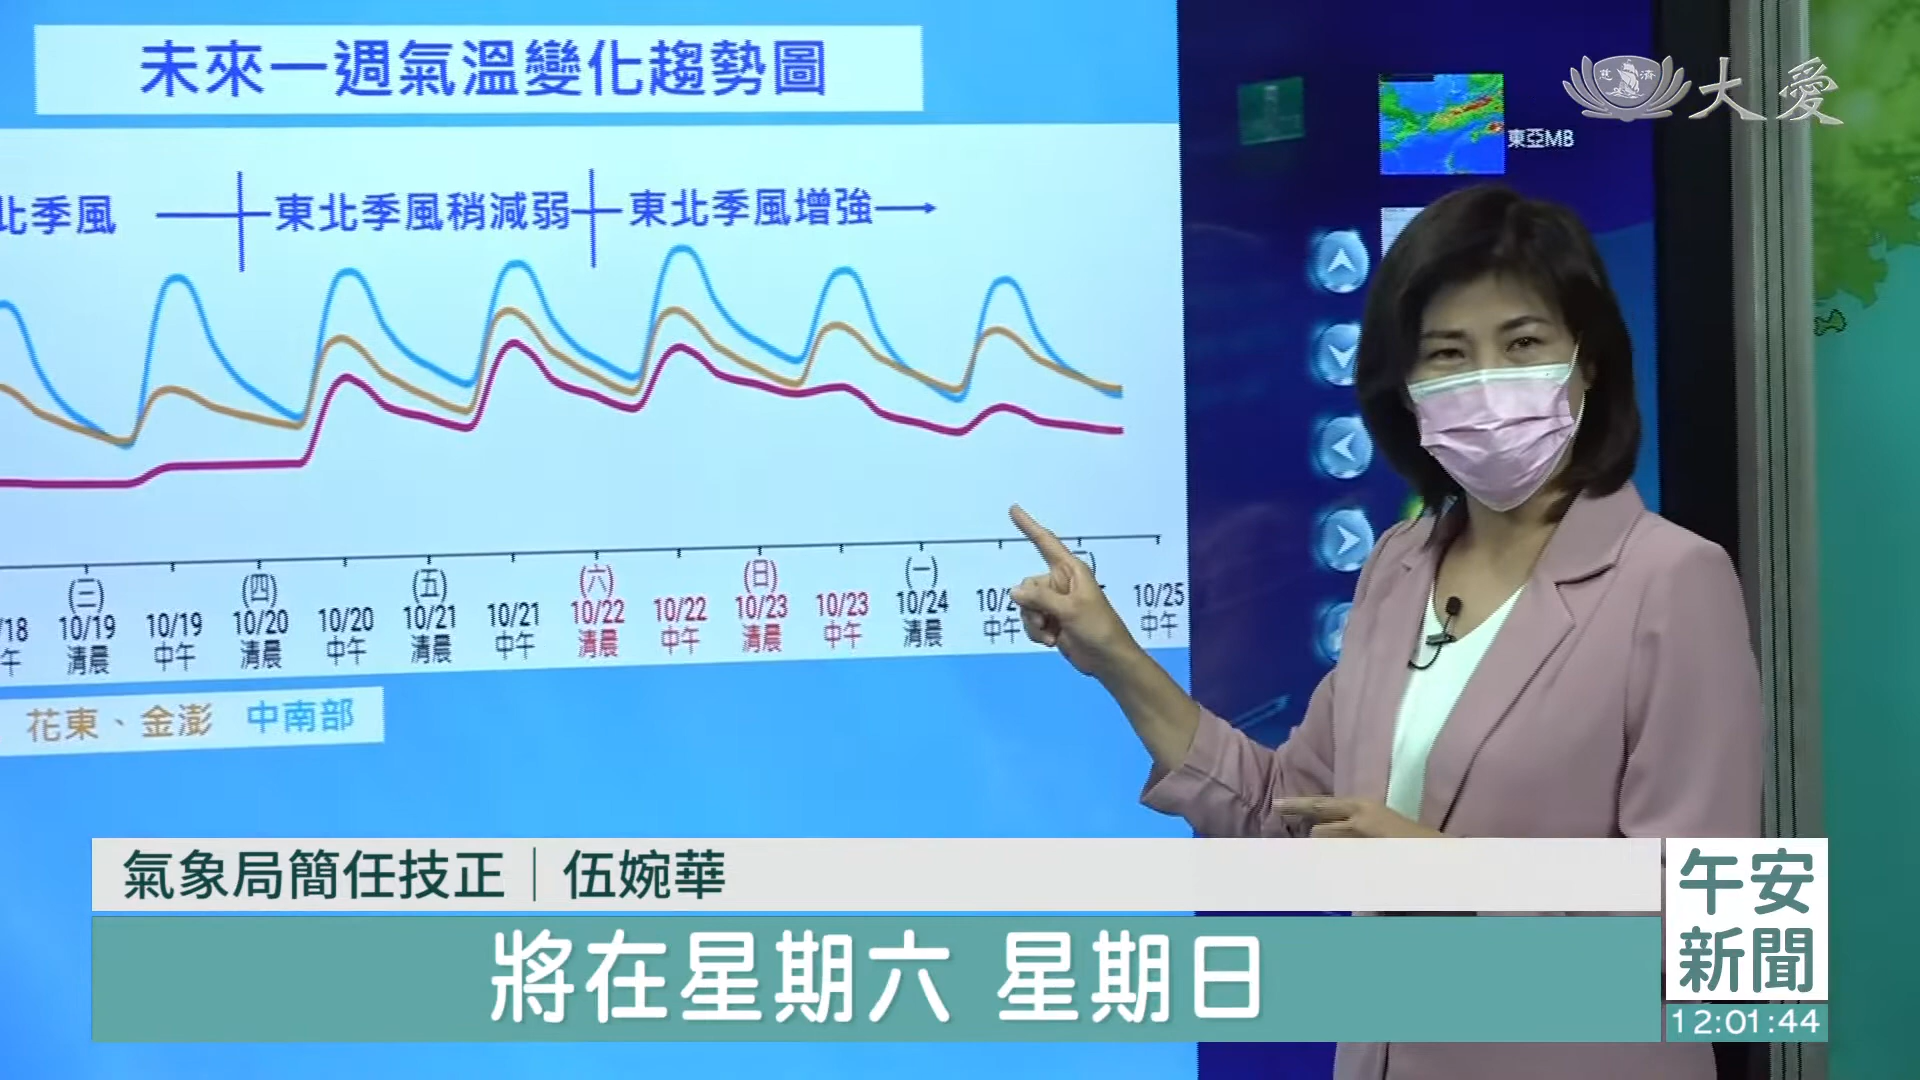 未來一週氣溫變化趨勢圖
慈濟
大愛
東亞MB
北季風
東北季風稍減弱
東北季風增強
(三) (四) (五) (六) (日) (一)
/18 10/19 10/19 10/20 10/20 10/21 10/21 10/22 10/22 10/23 10/23 10/24 10/2 10/25
午 清晨 中午 清晨 中午 清晨 中午 清晨 中午 清晨 中午 清晨 中午 中午
花東、金澎 中南部
氣象局簡任技正|伍婉華
將在星期六 星期日
午安
新聞
12:01:44